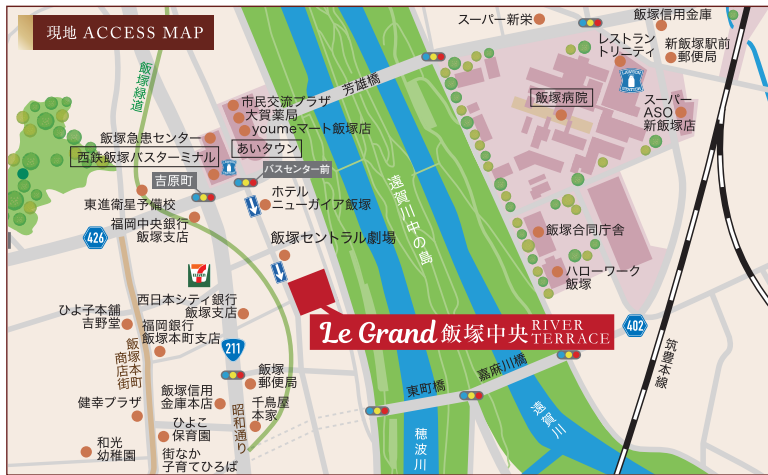 現地 ACCESS MAP
飯塚緑道
スーパー新栄
飯塚信用金庫
レストラン
トリニティ
新飯塚駅前
郵便局
LAWSON
STATION
芳雄橋
市民交流プラザ
大賀薬局
youmeマート飯塚店
あいタウン
飯塚急患センター
西鉄飯塚バスターミナル
飯塚病院
スーパー
ASO
新飯塚店
吉原町
バスセンター前
東進衛星予備校
ホテル
ニューガイア飯塚
福岡中央銀行
飯塚支店
426
遠賀川中の島
飯塚合同庁舎
飯塚セントラル劇場
ハローワーク
飯塚
7
西日本シティ銀行
飯塚支店
ひよ子本舗
吉野堂
福岡銀行
飯塚本町支店
Le Grand 飯塚中央 RIVER
TERRACE
402
211
飯塚本町
商店街
筑豊本線
嘉麻川橋
東町橋
飯塚
郵便局
飯塚信用
金庫本店
健幸プラザ
千鳥屋
本家
昭和通り
ひよこ
保育園
和光
幼稚園
街なか
子育てひろば
穂波川
遠賀川